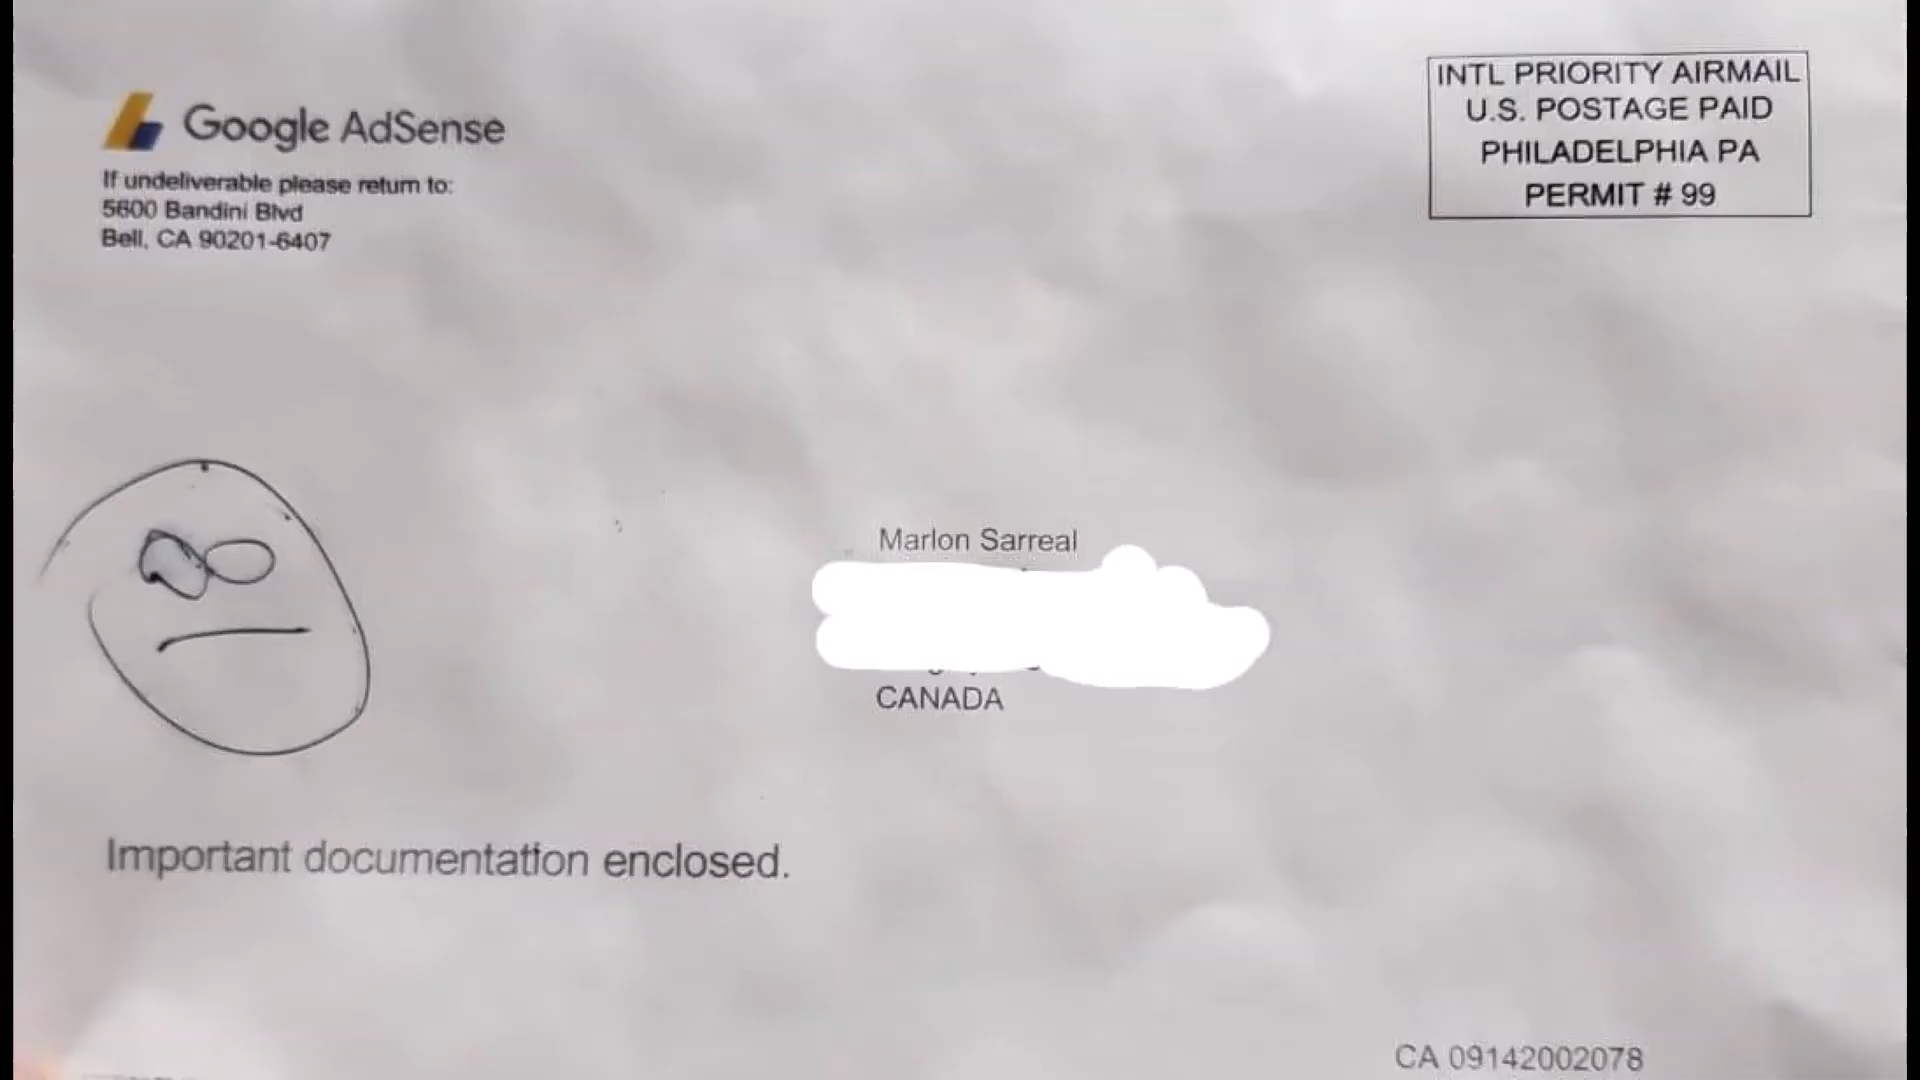 Google AdSense
If undeliverable please return to:
5600 Bandini Blvd
Bell, CA 90201-6407
INTL PRIORITY AIRMAIL
U.S. POSTAGE PAID
PHILADELPHIA PA
PERMIT # 99
Marlon Sarreal
CANADA
Important documentation enclosed.
CA 09142002078